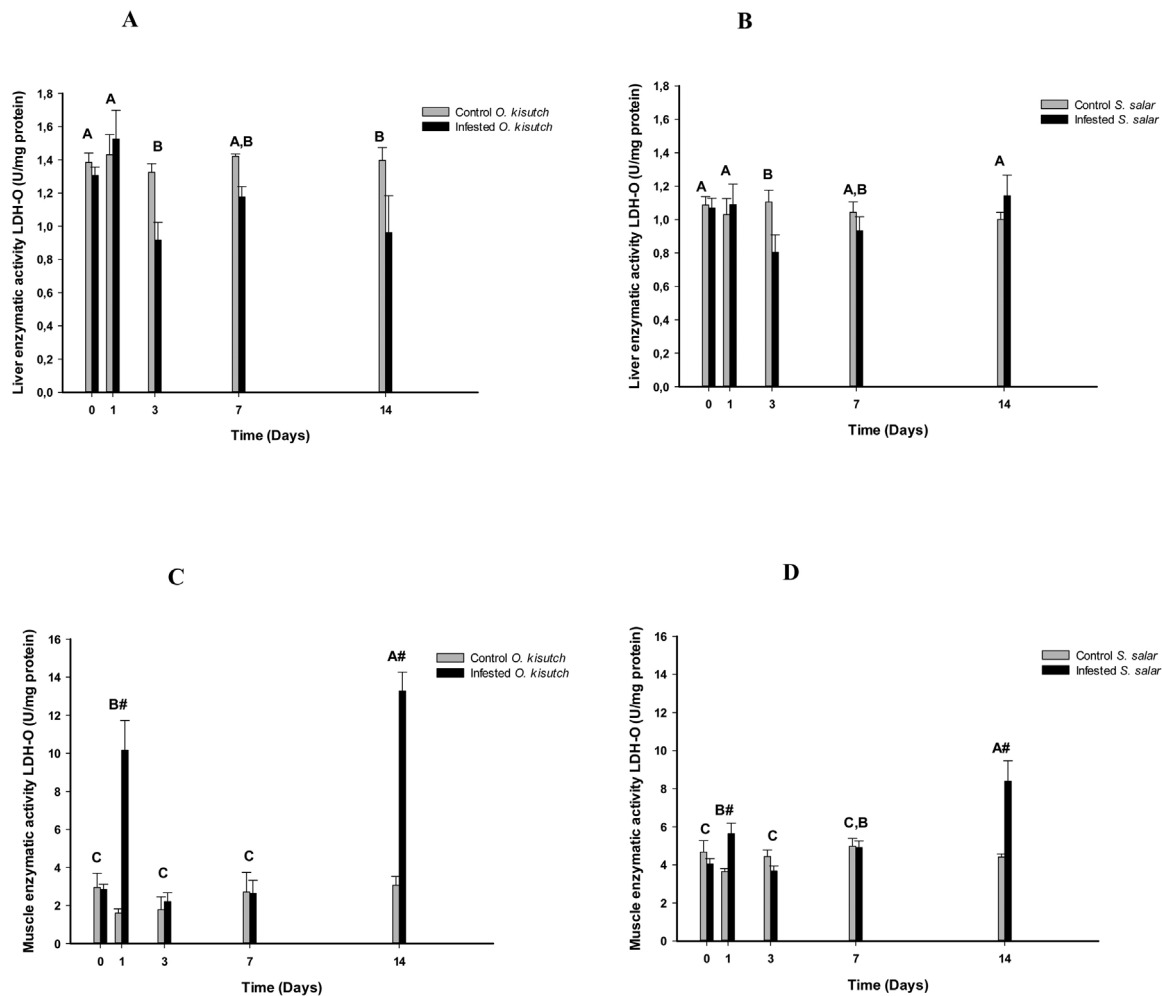 A
Liver enzymatic activity LDH-O (U/mg protein)
1,8
1,6
1,4
1,2
1,0
0,8
0,6
0,4
0,2
0,0
A
A
B
A,B
B
Control O. kisutch
Infested O. kisutch
0
1
3
7
14
Time (Days)
B
Liver enzymatic activity LDH-O (U/mg protein)
1,8
1,6
1,4
1,2
1,0
0,8
0,6
0,4
0,2
0,0
A
A
B
A,B
A
Control S. salar
Infested S. salar
0
1
3
7
14
Time (Days)
C
Muscle enzymatic activity LDH-O (U/mg protein)
16
14
12
10
8
6
4
2
0
C
B#
C
C
A#
Control O. kisutch
Infested O. kisutch
0
1
3
7
14
Time (Days)
D
Muscle enzymatic activity LDH-O (U/mg protein)
16
14
12
10
8
6
4
2
0
C
B#
C
C,B
A#
Control S. salar
Infested S. salar
0
1
3
7
14
Time (Days)